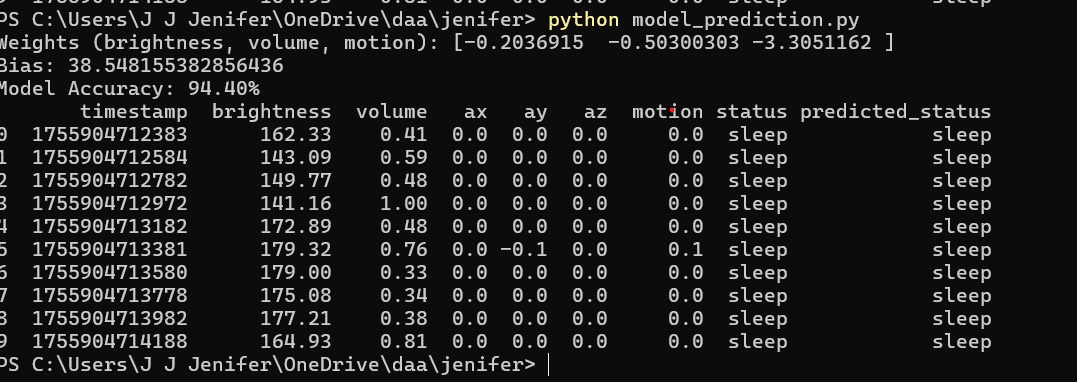 PS C:\Users\J J Jenifer\OneDrive\daa\jenifer> python model_prediction.py
Weights (brightness, volume, motion): [-0.2036915  -0.50300303 -3.3051162 ]
Bias: 38.548155382856436
Model Accuracy: 94.40%
timestamp brightness volume ax ay az motion status predicted_status
0 1755904712383 162.33 0.41 0.0 0.0 0.0 0.0 sleep sleep
1 1755904712584 143.09 0.59 0.0 0.0 0.0 0.0 sleep sleep
2 1755904712782 149.77 0.48 0.0 0.0 0.0 0.0 sleep sleep
3 1755904712972 141.16 1.00 0.0 0.0 0.0 0.0 sleep sleep
4 1755904713182 172.89 0.48 0.0 0.0 0.0 0.0 sleep sleep
5 1755904713381 179.32 0.76 0.0 -0.1 0.0 0.1 sleep sleep
6 1755904713580 179.00 0.33 0.0 0.0 0.0 0.0 sleep sleep
7 1755904713778 175.08 0.34 0.0 0.0 0.0 0.0 sleep sleep
8 1755904713982 177.21 0.38 0.0 0.0 0.0 0.0 sleep sleep
9 1755904714188 164.93 0.81 0.0 0.0 0.0 0.0 sleep sleep
PS C:\Users\J J Jenifer\OneDrive\daa\jenifer>